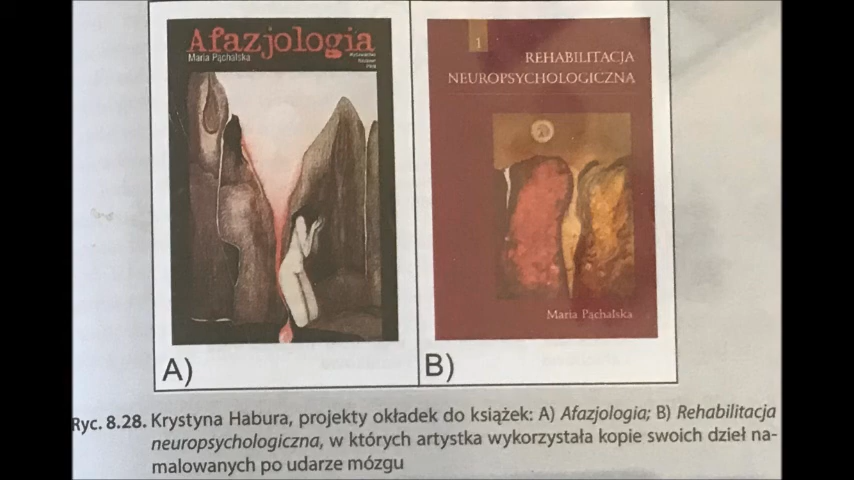 Afazjologia
Maria Pąchalska
1
REHABILITACJA
NEUROPSYCHOLOGICZNA
Maria Pąchalska
A)
B)
Ryc. 8.28. Krystyna Habura, projekty okładek do książek: A) Afazjologia; B) Rehabilitacja
neuropsychologiczna, w których artystka wykorzystała kopie swoich dzieł na-
malowanych po udarze mózgu